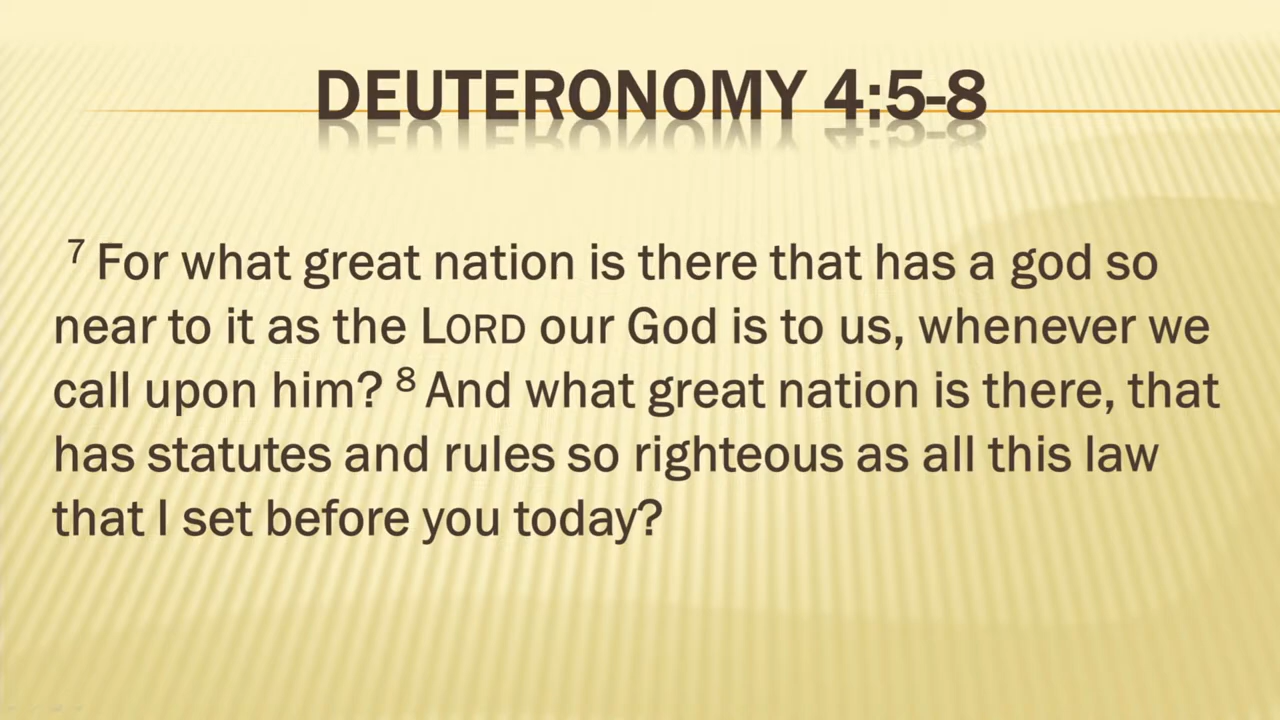 DEUTERONOMY 4:5-8
7 For what great nation is there that has a god so
near to it as the LORD our God is to us, whenever we
call upon him? 8 And what great nation is there, that
has statutes and rules so righteous as all this law
that I set before you today?